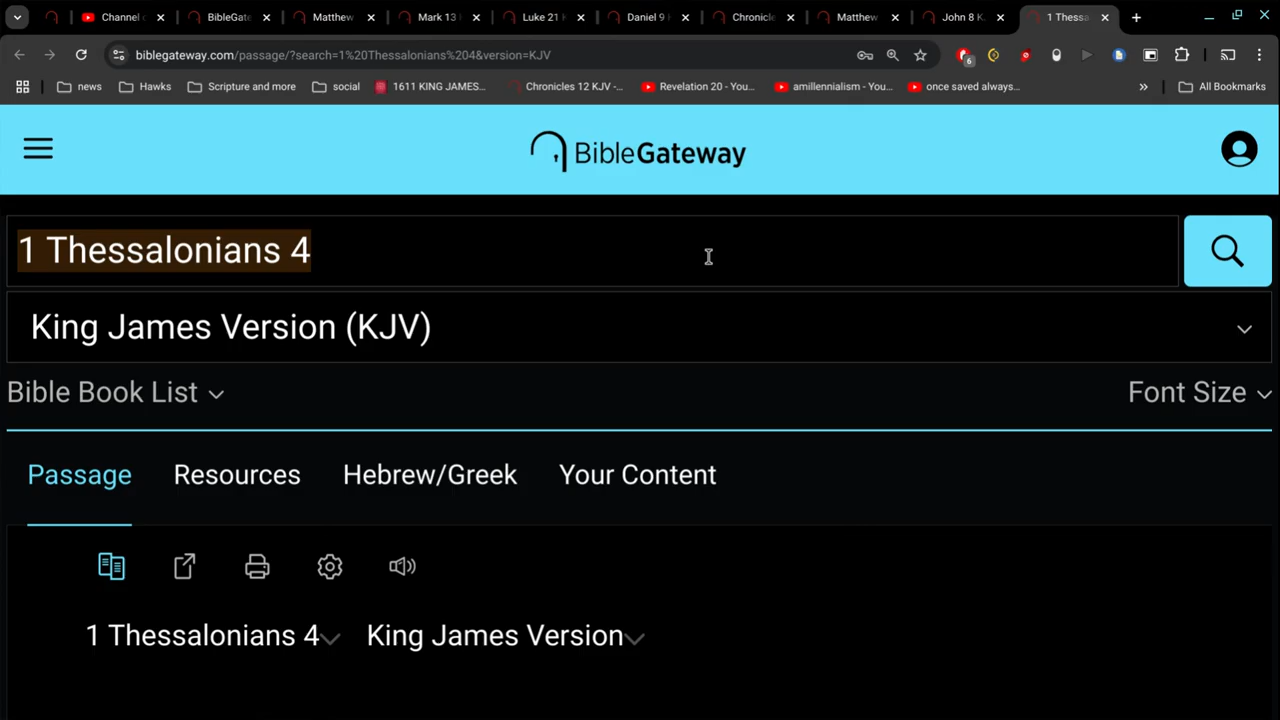 Channel
BibleGate
Matthew
Mark 13
Luke 21
Daniel 9
Chronicle
Matthew
John 8 K
1 Thess
biblegateway.com/passage/?search=1%20Thessalonians%204&version=KJV
6
news
Hawks
Scripture and more
social
1611 KING JAMES...
Chronicles 12 KJV -...
Revelation 20 - You...
amillennialism - You...
once saved always...
All Bookmarks
BibleGateway
1 Thessalonians 4
King James Version (KJV)
Bible Book List
Font Size
Passage
Resources
Hebrew/Greek
Your Content
1 Thessalonians 4
King James Version